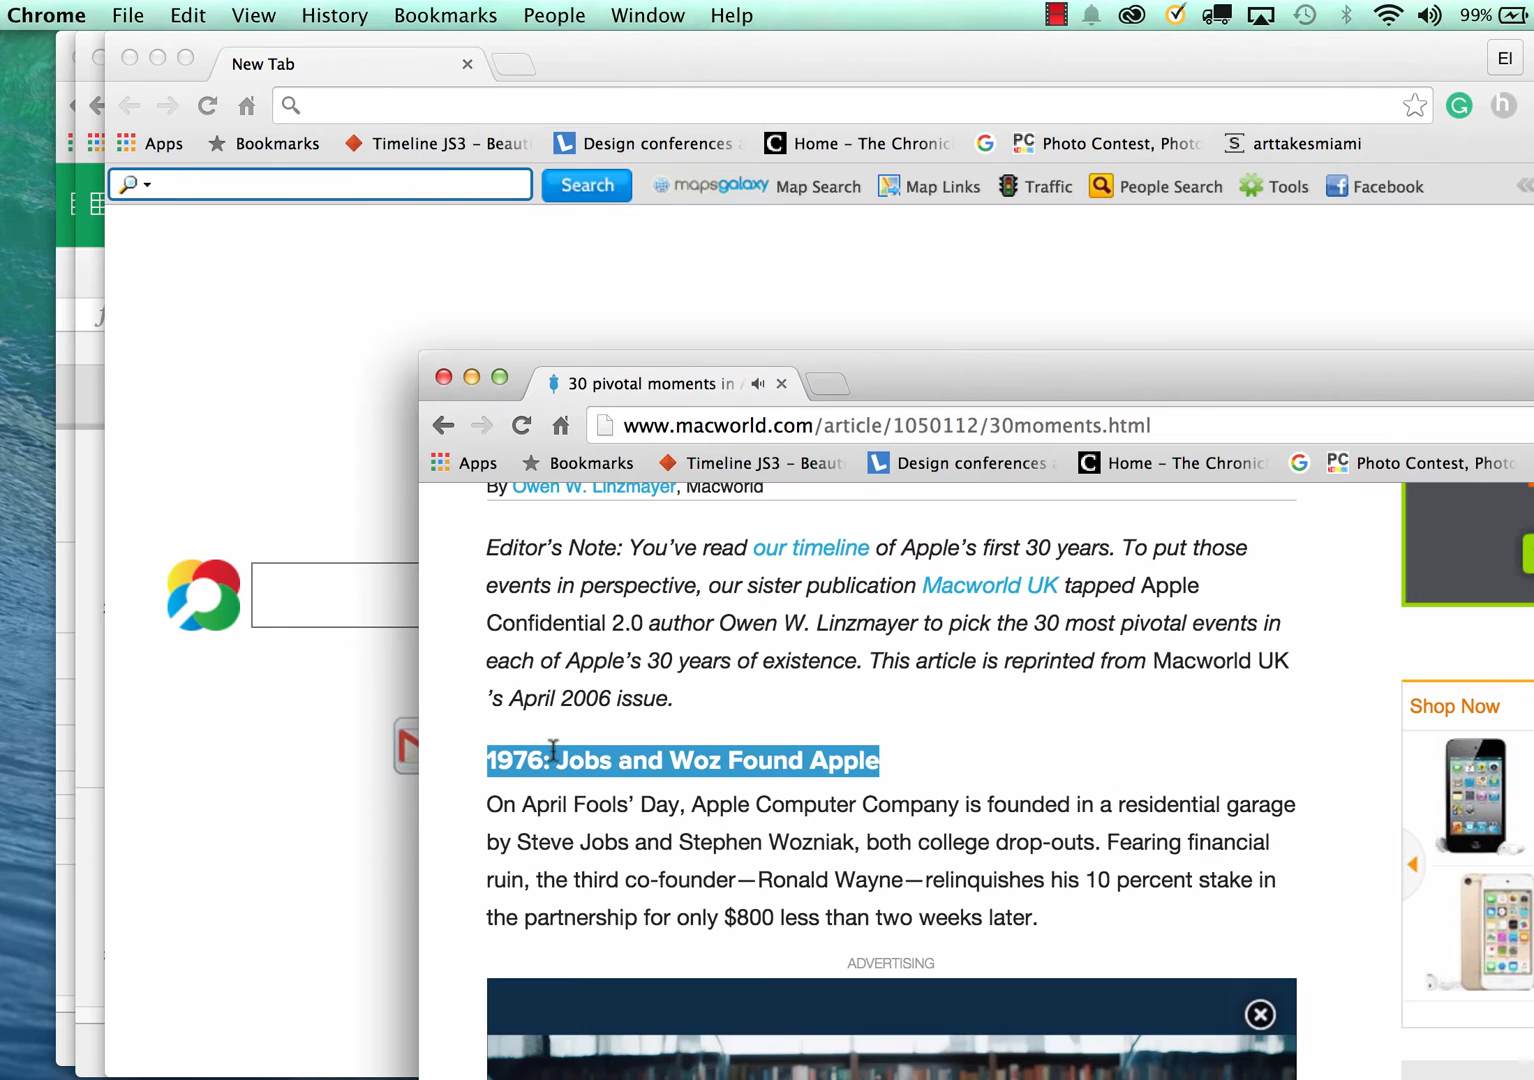 Chrome File Edit View History Bookmarks People Window Help 99%
New Tab
El
Apps Bookmarks Timeline JS3 - Beaut Design conferences Home - The Chronic Photo Contest, Photo arttakesmiami
Search mapsgalaxy Map Search Map Links Traffic People Search Tools Facebook
30 pivotal moments in
www.macworld.com/article/1050112/30moments.html
Apps Bookmarks Timeline JS3 - Beaut Design conferences Home - The Chronic Photo Contest, Photo
By Owen W. Linzmayer, Macworld
Editor's Note: You've read our timeline of Apple's first 30 years. To put those
events in perspective, our sister publication Macworld UK tapped Apple
Confidential 2.0 author Owen W. Linzmayer to pick the 30 most pivotal events in
each of Apple's 30 years of existence. This article is reprinted from Macworld UK
's April 2006 issue.
1976: Jobs and Woz Found Apple
On April Fools' Day, Apple Computer Company is founded in a residential garage
by Steve Jobs and Stephen Wozniak, both college drop-outs. Fearing financial
ruin, the third co-founder—Ronald Wayne—relinquishes his 10 percent stake in
the partnership for only $800 less than two weeks later.
ADVERTISING
Shop Now